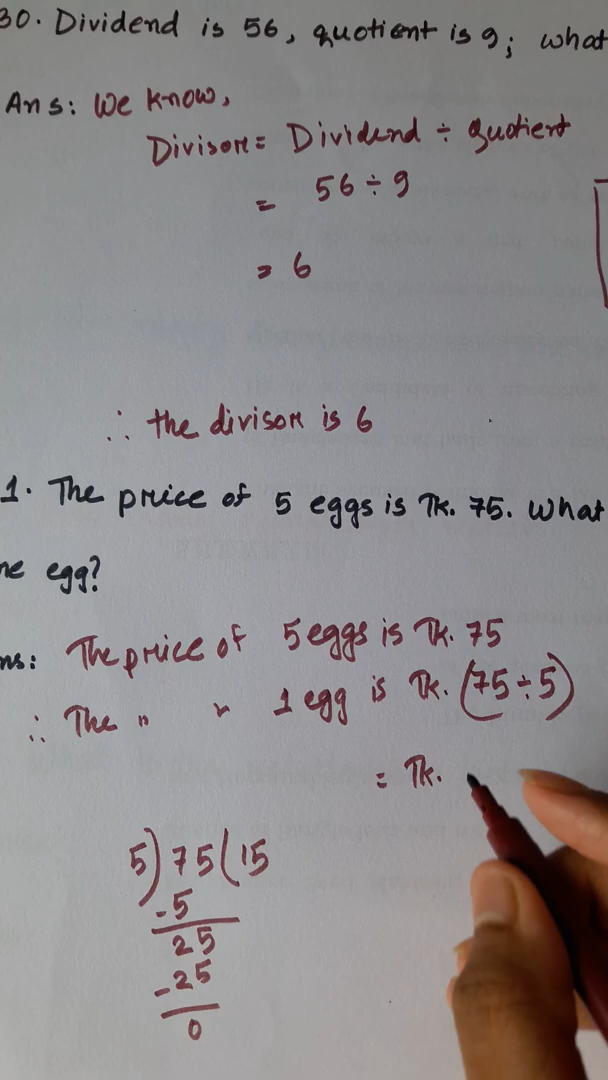 30. Dividend is 56, quotient is 9; what
Ans: We know,
Divisor = Dividend ÷ quotient
= 56 ÷ 9
= 6
∴ the divisor is 6
1. The price of 5 eggs is Tk. 75. What
ne egg?
ns: The price of 5 eggs is Tk. 75
∴ The " " 1 egg is Tk. (75 ÷ 5)
= Tk.
5)75(15
-5
25
-25
0